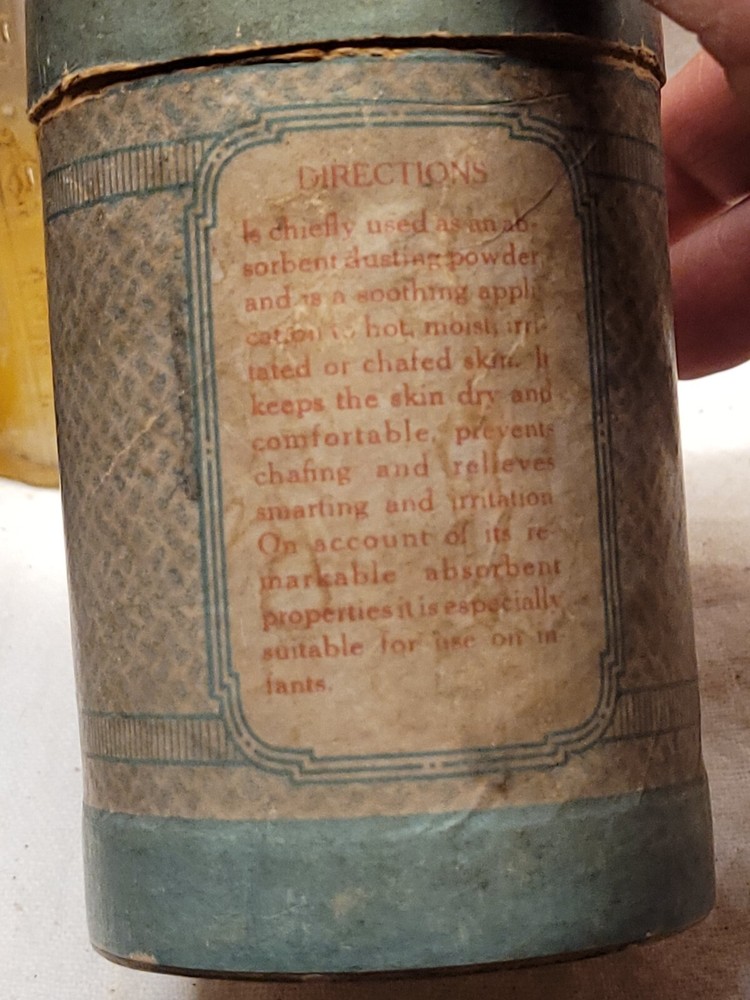 DIRECTIONS
Is chiefly used as an ab-
sorbent dusting powder
and is a soothing appli-
cation to hot, moist, irri-
tated or chafed skin. It
keeps the skin dry and
comfortable, prevents
chafing and relieves
smarting and irritation
On account of its re-
markable absorbent
properties it is especially
suitable for use on in-
fants.